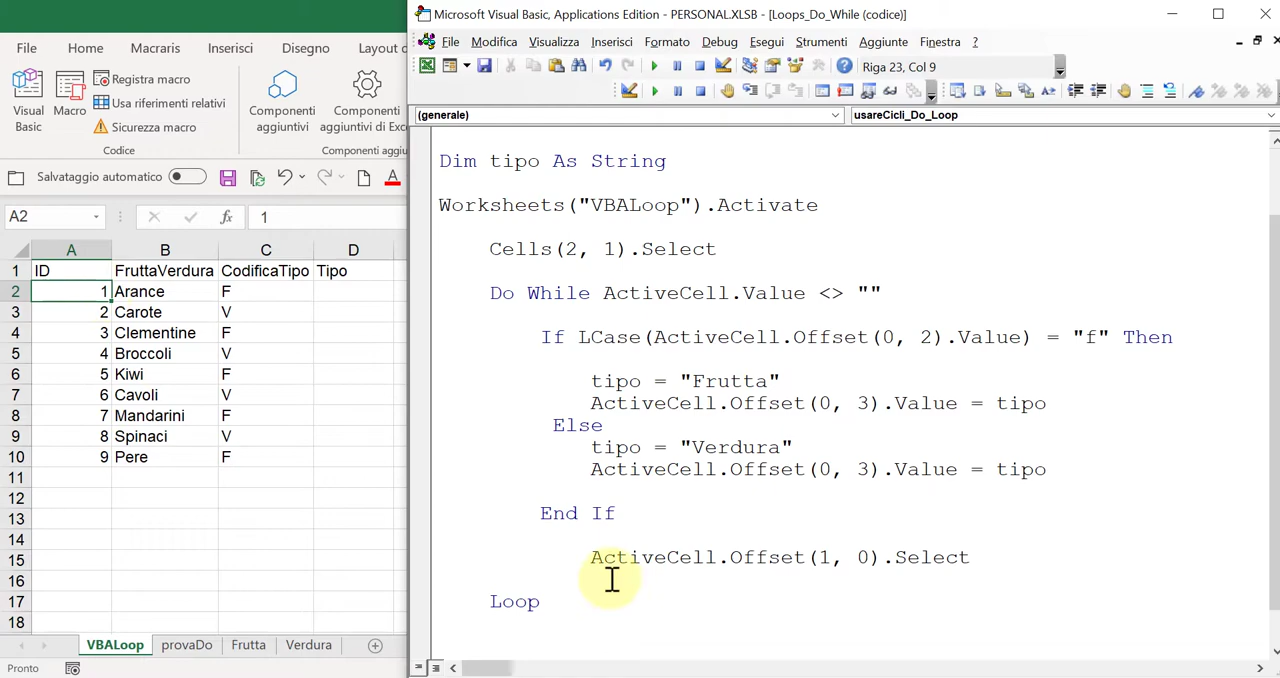 Microsoft Visual Basic, Applications Edition - PERSONAL.XLSB - [Loops_Do_While (codice)]
File Home Macraris Inserisci Disegno Layout o
File Modifica Visualizza Inserisci Formato Debug Esegui Strumenti Aggiunte Finestra ?
Riga 23, Col 9
Visual Basic
Macro
Registra macro
Usa riferimenti relativi
Sicurezza macro
Codice
Componenti aggiuntivi
Componenti aggiuntivi di Exce
Componenti aggiu
Salvataggio automatico
A2
1
(generale)
usareCicli_Do_Loop
A B C D
1 ID FruttaVerdura CodificaTipo Tipo
2 1 Arance F
3 2 Carote V
4 3 Clementine F
5 4 Broccoli V
6 5 Kiwi F
7 6 Cavoli V
8 7 Mandarini F
9 8 Spinaci V
10 9 Pere F
11
12
13
14
15
16
17
18
VBALoop provaDo Frutta Verdura
Pronto
Dim tipo As String
Worksheets("VBALoop").Activate
Cells(2, 1).Select
Do While ActiveCell.Value <> ""
If LCase(ActiveCell.Offset(0, 2).Value) = "f" Then
tipo = "Frutta"
ActiveCell.Offset(0, 3).Value = tipo
Else
tipo = "Verdura"
ActiveCell.Offset(0, 3).Value = tipo
End If
ActiveCell.Offset(1, 0).Select
Loop